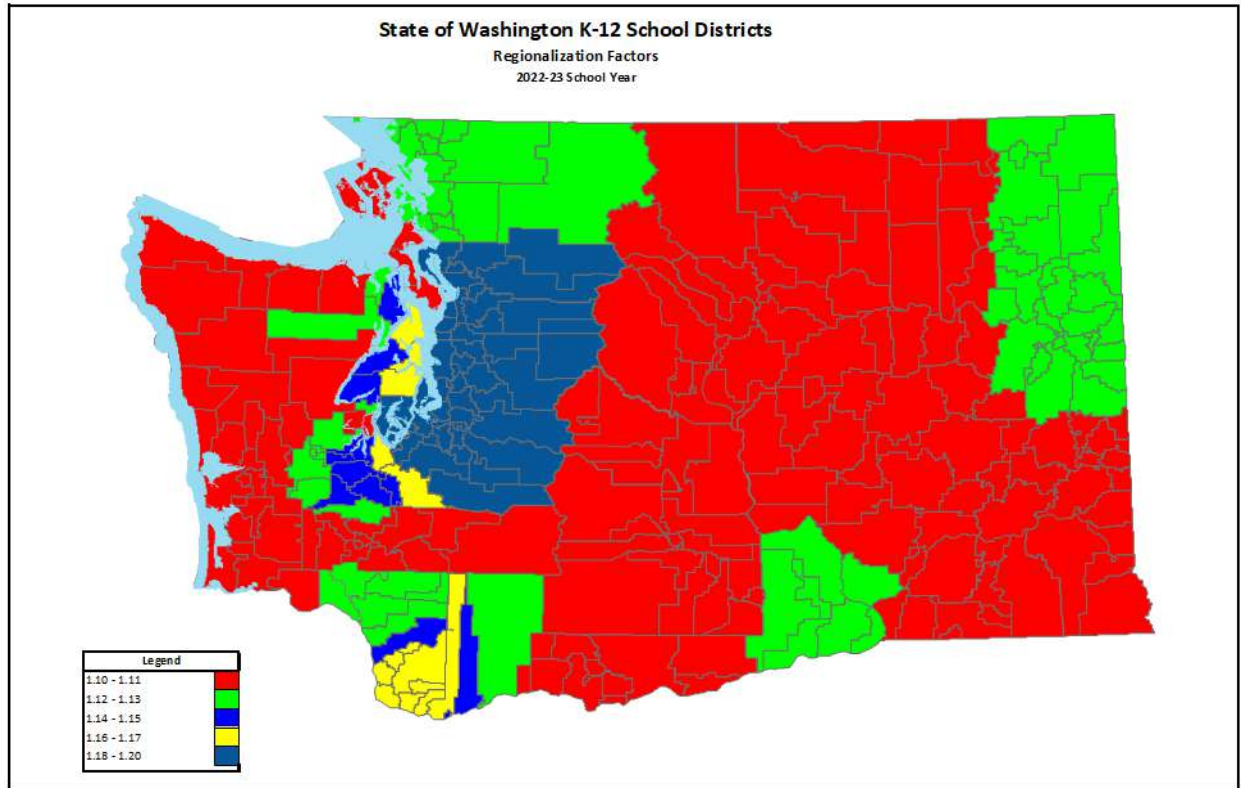 State of Washington K-12 School Districts
Regionalization Factors
2022-23 School Year
Legend
1.10 - 1.11
1.12 - 1.13
1.14 - 1.15
1.16 - 1.17
1.18 - 1.20